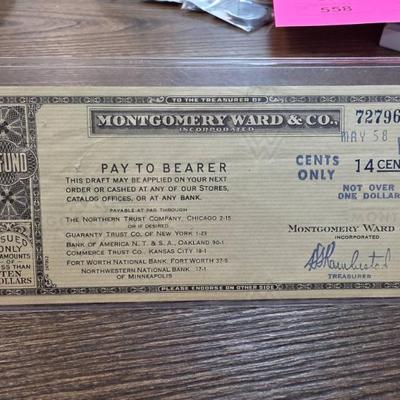 558
TO THE TREASURER OF
MONTGOMERY WARD & CO.,
INCORPORATED
72796
MAY 58
PAY TO BEARER
THIS DRAFT MAY BE APPLIED ON YOUR NEXT
ORDER OR CASHED AT ANY OF OUR STORES,
CATALOG OFFICES, OR AT ANY BANK.
PAYABLE AT PAR THROUGH
THE NORTHERN TRUST COMPANY, CHICAGO 2-15
OR IF DESIRED
GUARANTY TRUST CO. OF NEW YORK 1-23
BANK OF AMERICA N. T. & S. A., OAKLAND 90-1
COMMERCE TRUST CO., KANSAS CITY 18-1
FORT WORTH NATIONAL BANK, FORT WORTH 37-5
NORTHWESTERN NATIONAL BANK 17-1
OF MINNEAPOLIS
CENTS
ONLY
14 CEN
NOT OVER
ONE DOLLAR
MONTGOMERY WARD
INCORPORATED
TREASURER
FUND
ISSUED
ONLY
AMOUNTS
OF
LESS THAN
TEN
DOLLARS
PLEASE ENDORSE ON OTHER SIDE